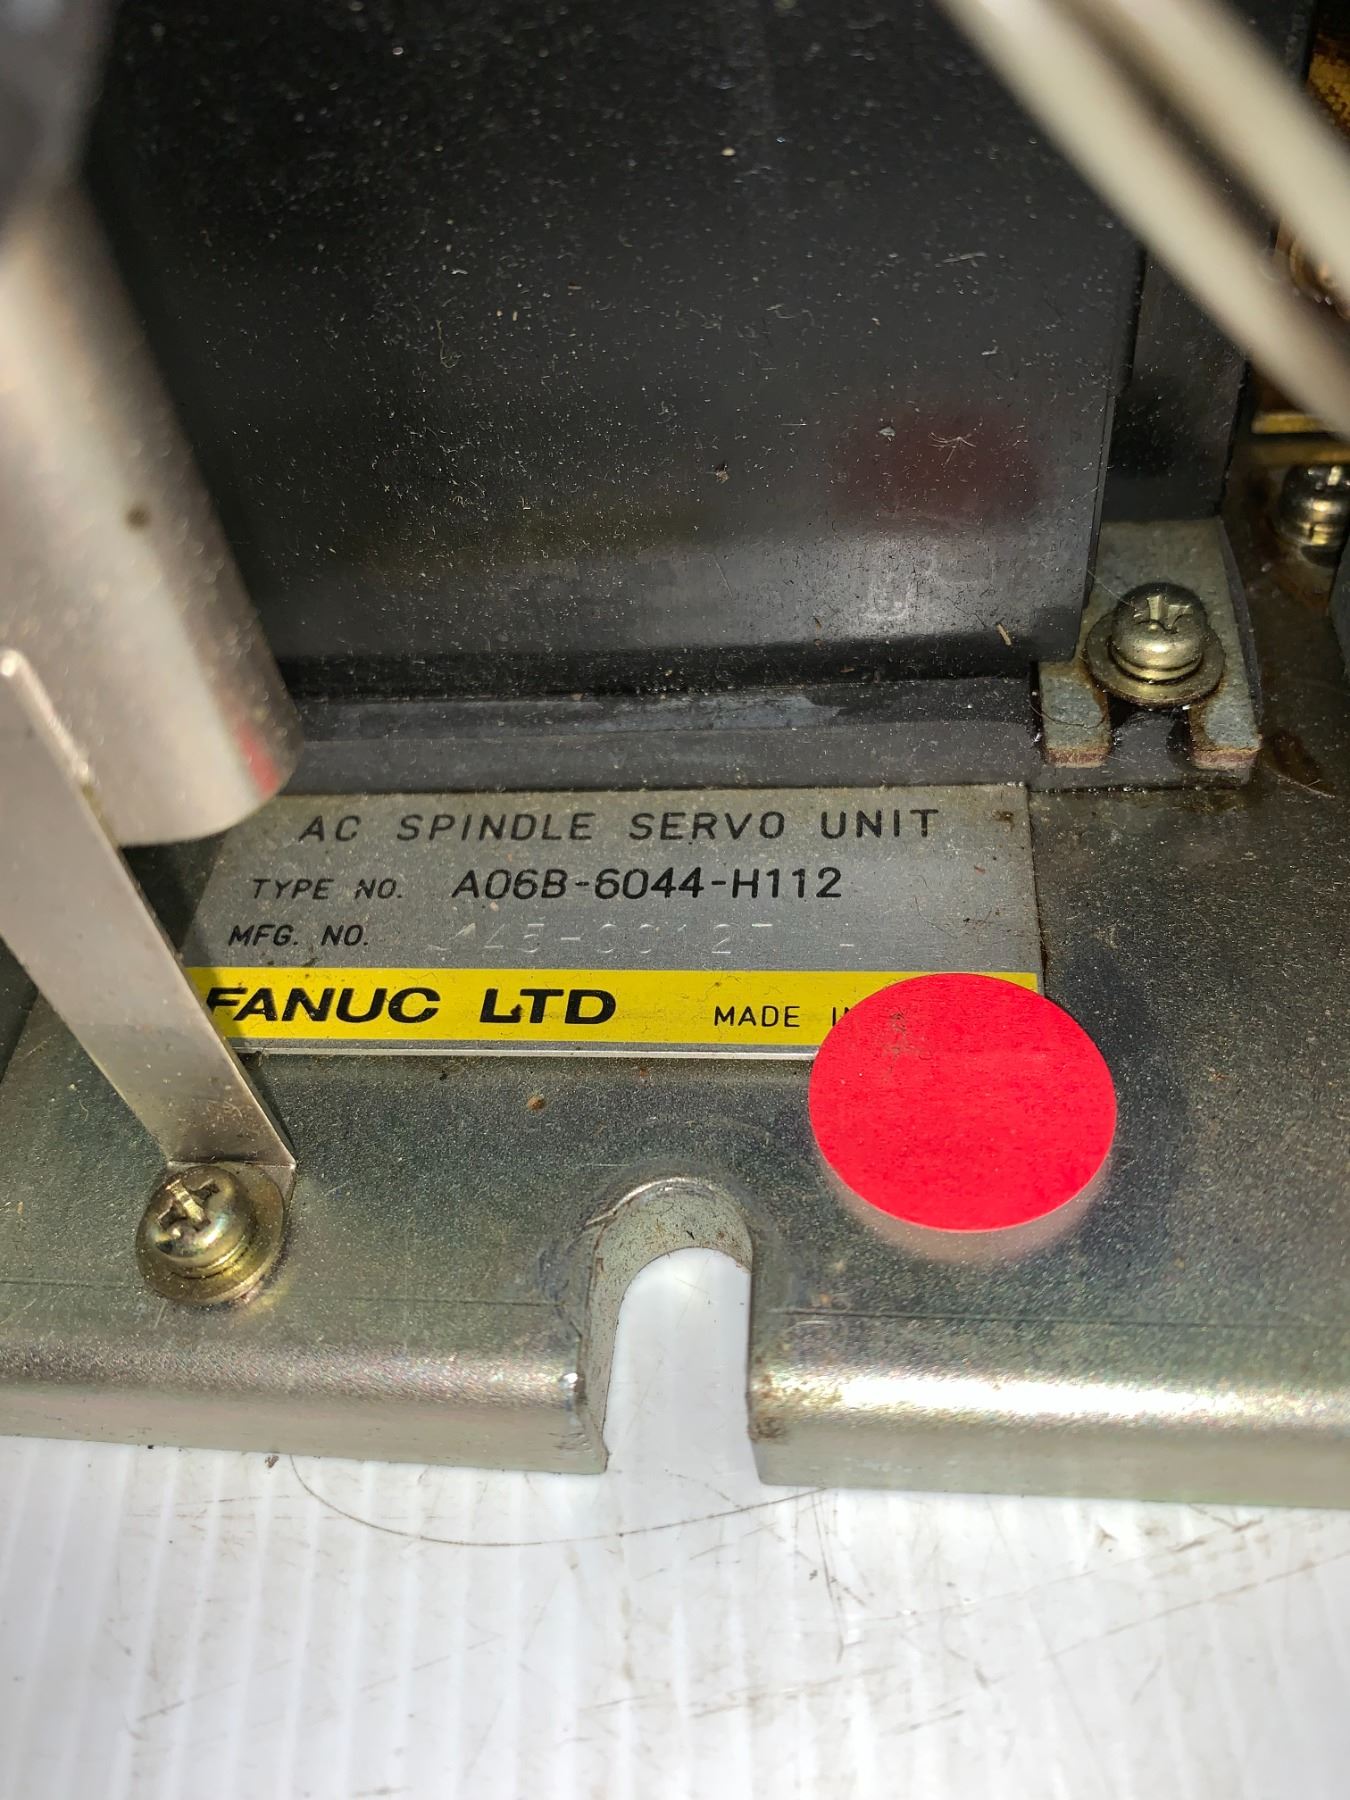 AC SPINDLE SERVO UNIT
TYPE NO. A06B-6044-H112
MFG. NO.
FANUC LTD MADE